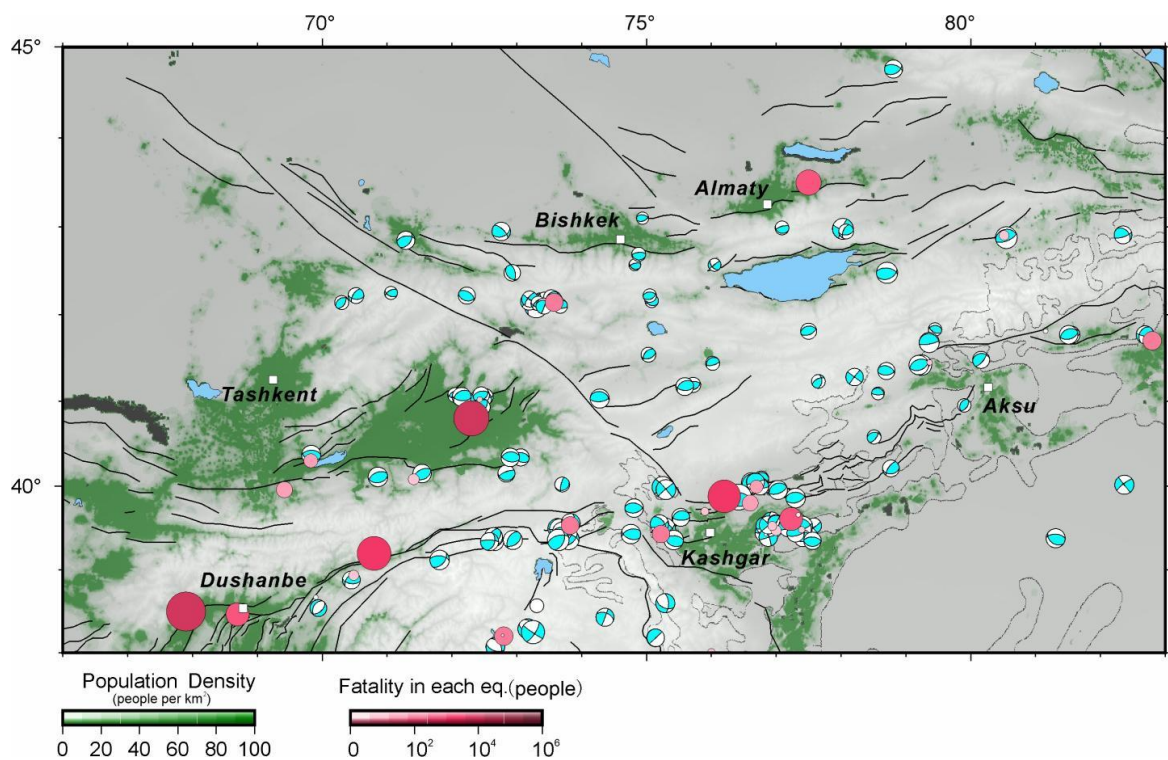 70° 75° 80°
45°
Almaty
Bishkek
Tashkent
Aksu
40°
Kashgar
Dushanbe
Population Density
(people per km²)
0 20 40 60 80 100
Fatality in each eq.(people)
0 10² 10⁴ 10⁶